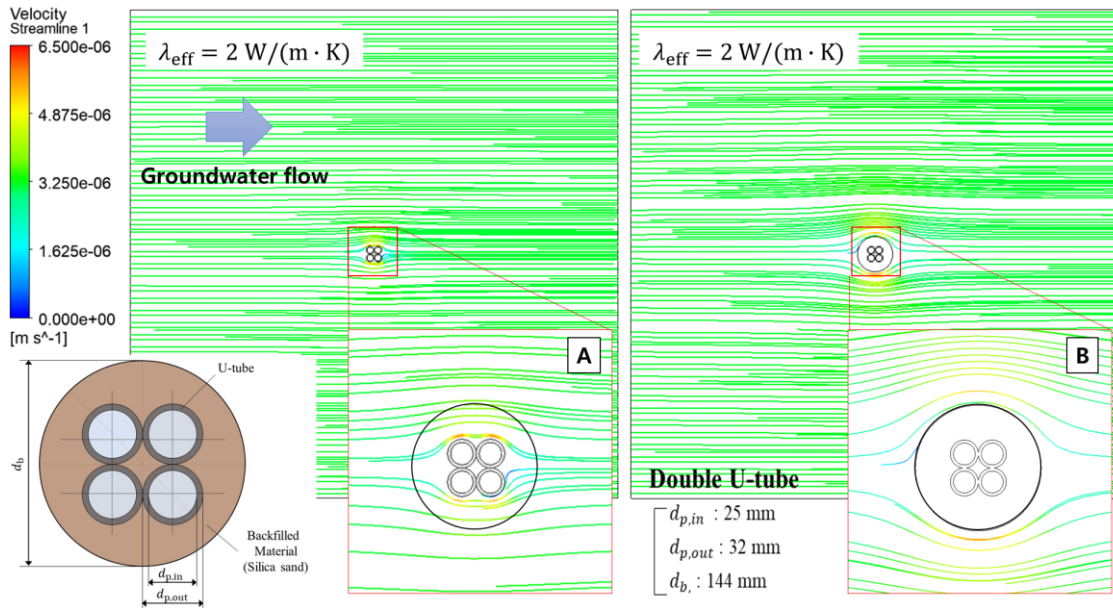 Velocity
Streamline 1
6.500e-06
4.875e-06
3.250e-06
1.625e-06
0.000e+00
[m s^-1]
λeff = 2 W/(m · K)
Groundwater flow
A
λeff = 2 W/(m · K)
B
U-tube
db
Backfilled
Material
(Silica sand)
dp.in
dp.out
Double U-tube
dp,in : 25 mm
dp,out : 32 mm
db, : 144 mm